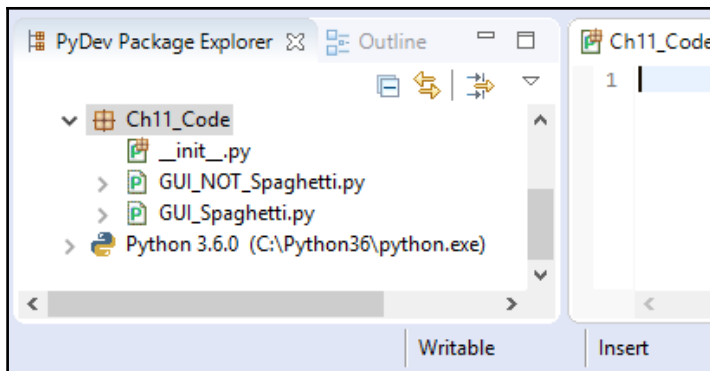 PyDev Package Explorer Outline
Ch11_Code
1
Ch11_Code
__init__.py
GUI_NOT_Spaghetti.py
GUI_Spaghetti.py
Python 3.6.0 (C:\Python36\python.exe)
Writable Insert